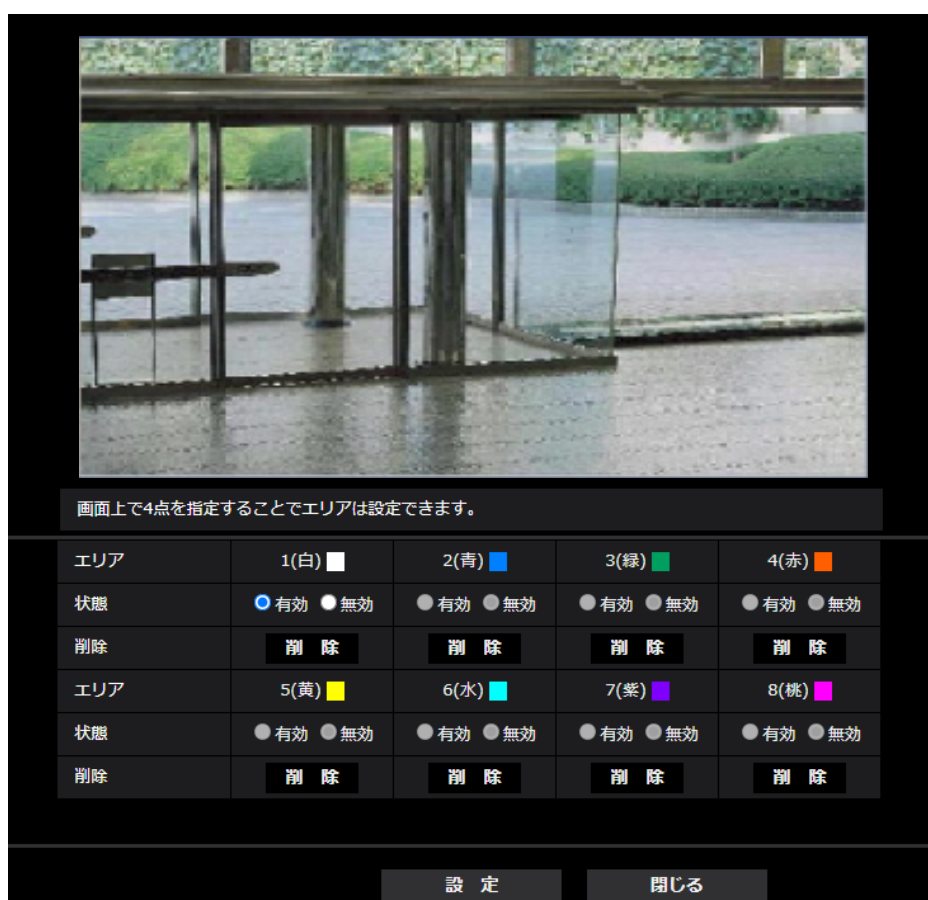 画面上で4点を指定することでエリアは設定できます。
エリア 1(白) 2(青) 3(緑) 4(赤)
状態 有効 無効 有効 無効 有効 無効 有効 無効
削除 削 除 削 除 削 除 削 除
エリア 5(黄) 6(水) 7(紫) 8(桃)
状態 有効 無効 有効 無効 有効 無効 有効 無効
削除 削 除 削 除 削 除 削 除
設 定 閉じる